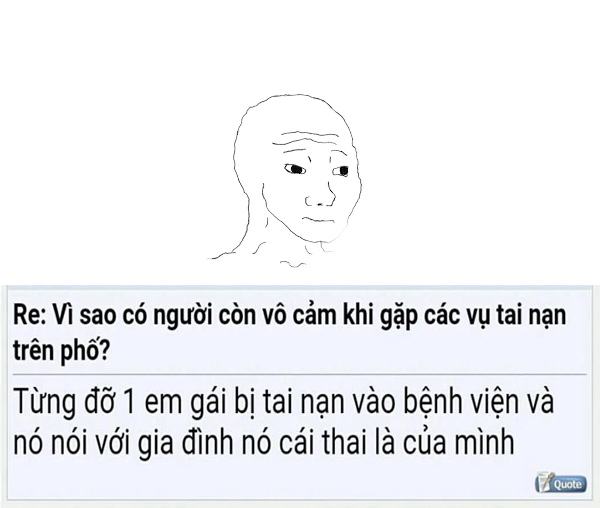 Re: Vì sao có người còn vô cảm khi gặp các vụ tai nạn
trên phố?
Từng đỡ 1 em gái bị tai nạn vào bệnh viện và
nó nói với gia đình nó cái thai là của mình
Quote